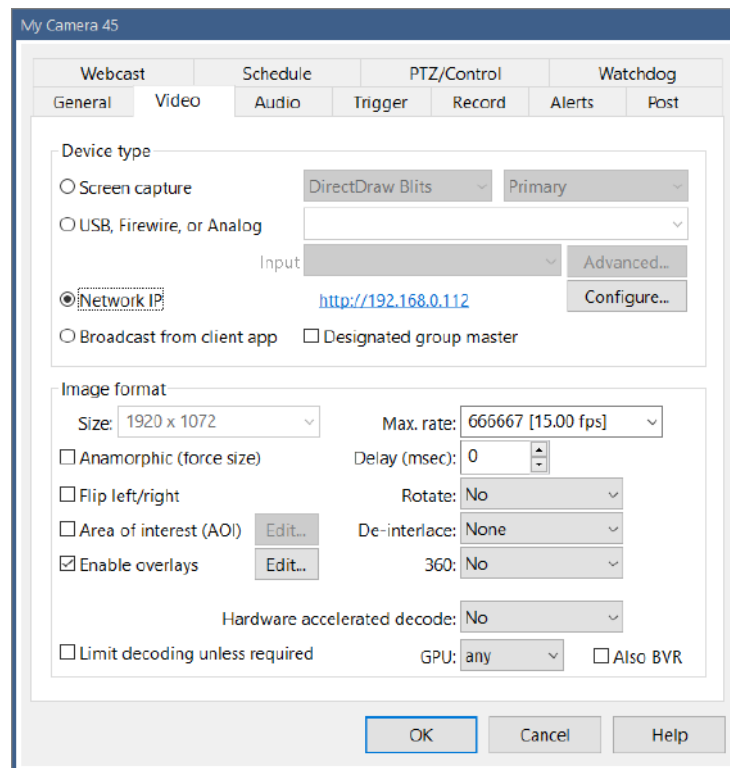 My Camera 45
Webcast Schedule PTZ/Control Watchdog
General Video Audio Trigger Record Alerts Post
Device type
Screen capture DirectDraw Blits Primary
USB, Firewire, or Analog
Input Advanced...
Network IP http://192.168.0.112 Configure...
Broadcast from client app Designated group master
Image format
Size: 1920 x 1072 Max. rate: 666667 [15.00 fps]
Anamorphic (force size) Delay (msec): 0
Flip left/right Rotate: No
Area of interest (AOI) Edit... De-interlace: None
Enable overlays Edit... 360: No
Hardware accelerated decode: No
Limit decoding unless required GPU: any Also BVR
OK Cancel Help